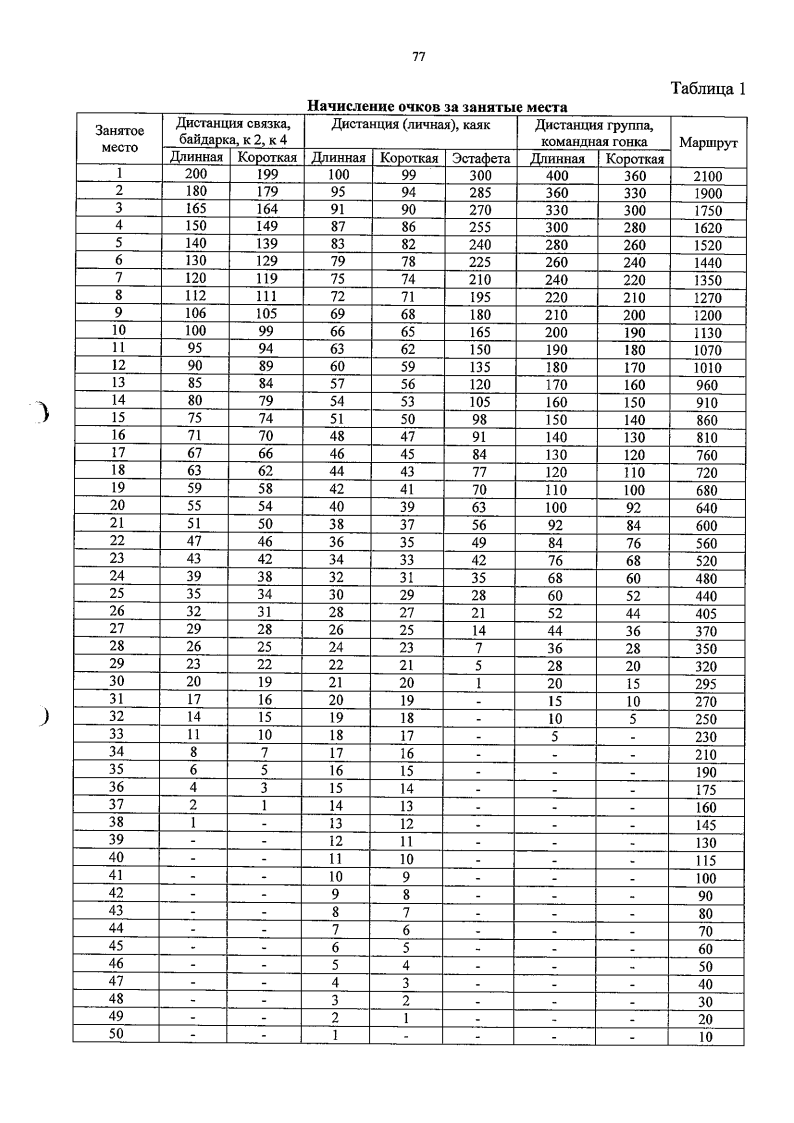 77
Таблица 1
Начисление очков за занятые места
Занятое место Дистанция связка, байдарка, к 2, к 4 Дистанция (личная), каяк Дистанция группа, командная гонка Маршрут
Длинная Короткая Длинная Короткая Эстафета Длинная Короткая
1 200 199 100 99 300 400 360 2100
2 180 179 95 94 285 360 330 1900
3 165 164 91 90 270 330 300 1750
4 150 149 87 86 255 300 280 1620
5 140 139 83 82 240 280 260 1520
6 130 129 79 78 225 260 240 1440
7 120 119 75 74 210 240 220 1350
8 112 111 72 71 195 220 210 1270
9 106 105 69 68 180 210 200 1200
10 100 99 66 65 165 200 190 1130
11 95 94 63 62 150 190 180 1070
12 90 89 60 59 135 180 170 1010
13 85 84 57 56 120 170 160 960
14 80 79 54 53 105 160 150 910
15 75 74 51 50 98 150 140 860
16 71 70 48 47 91 140 130 810
17 67 66 46 45 84 130 120 760
18 63 62 44 43 77 120 110 720
19 59 58 42 41 70 110 100 680
20 55 54 40 39 63 100 92 640
21 51 50 38 37 56 92 84 600
22 47 46 36 35 49 84 76 560
23 43 42 34 33 42 76 68 520
24 39 38 32 31 35 68 60 480
25 35 34 30 29 28 60 52 440
26 32 31 28 27 21 52 44 405
27 29 28 26 25 14 44 36 370
28 26 25 24 23 7 36 28 350
29 23 22 22 21 5 28 20 320
30 20 19 21 20 1 20 15 295
31 17 16 20 19 - 15 10 270
32 14 15 19 18 - 10 5 250
33 11 10 18 17 - 5 - 230
34 8 7 17 16 - - - 210
35 6 5 16 15 - - - 190
36 4 3 15 14 - - - 175
37 2 1 14 13 - - - 160
38 1 - 13 12 - - - 145
39 - - 12 11 - - - 130
40 - - 11 10 - - - 115
41 - - 10 9 - - - 100
42 - - 9 8 - - - 90
43 - - 8 7 - - - 80
44 - - 7 6 - - - 70
45 - - 6 5 - - - 60
46 - - 5 4 - - - 50
47 - - 4 3 - - - 40
48 - - 3 2 - - - 30
49 - - 2 1 - - - 20
50 - - 1 - - - - 10